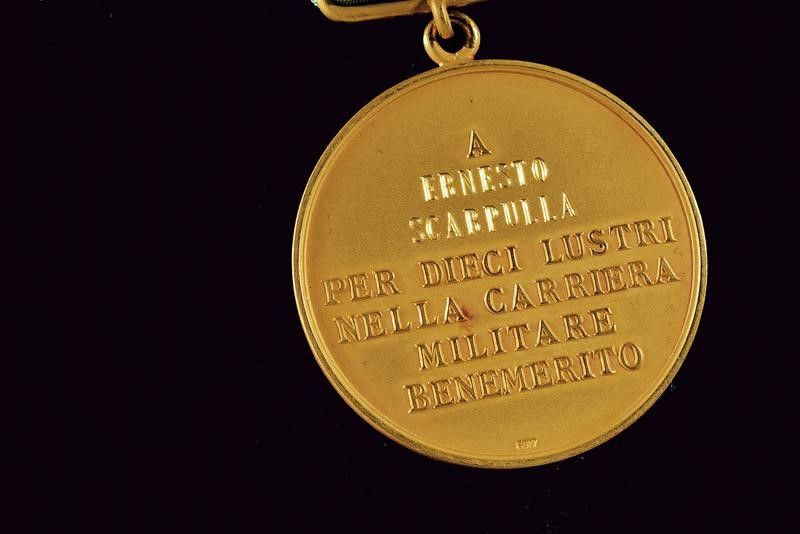 A
ERNESTO
SCARPULLA
PER DIECI LUSTRI
NELLA CARRIERA
MILITARE
BENEMERITO